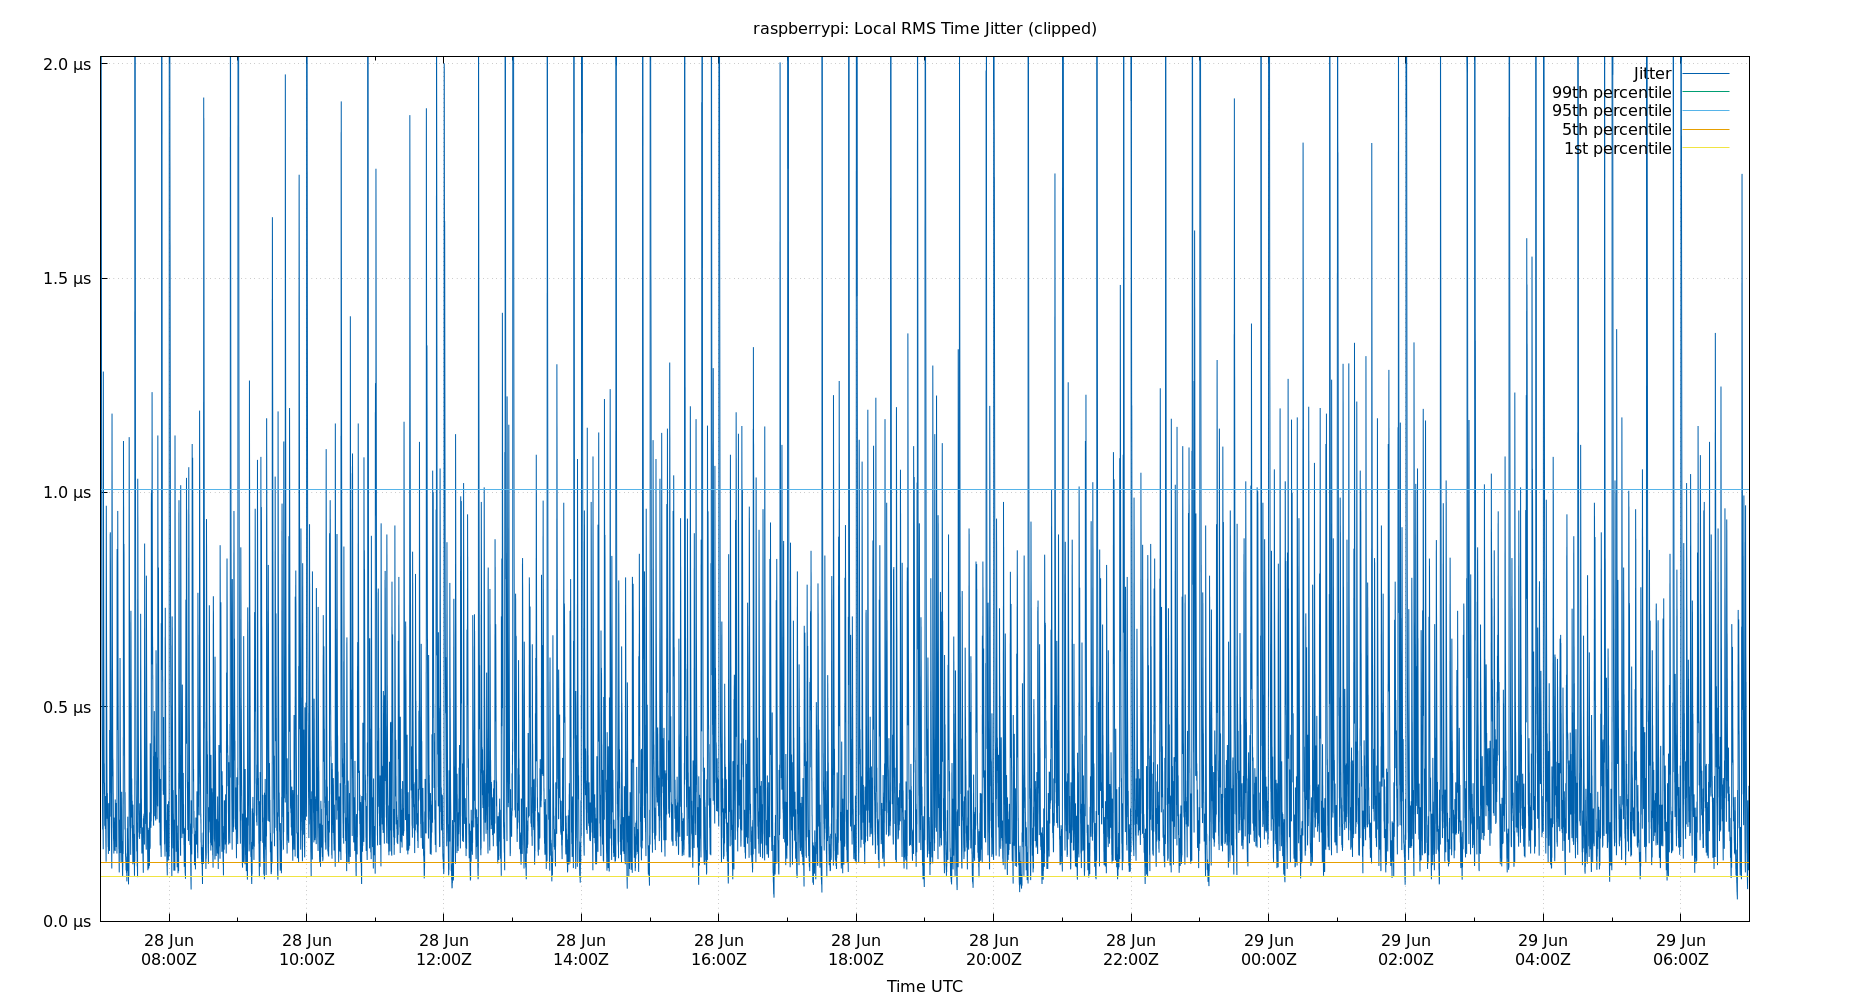 raspberrypi: Local RMS Time Jitter (clipped)
2.0 μs
1.5 μs
1.0 μs
0.5 μs
0.0 μs
Jitter
99th percentile
95th percentile
5th percentile
1st percentile
28 Jun 28 Jun 28 Jun 28 Jun 28 Jun 28 Jun 28 Jun 28 Jun 29 Jun 29 Jun 29 Jun 29 Jun
08:00Z 10:00Z 12:00Z 14:00Z 16:00Z 18:00Z 20:00Z 22:00Z 00:00Z 02:00Z 04:00Z 06:00Z
Time UTC